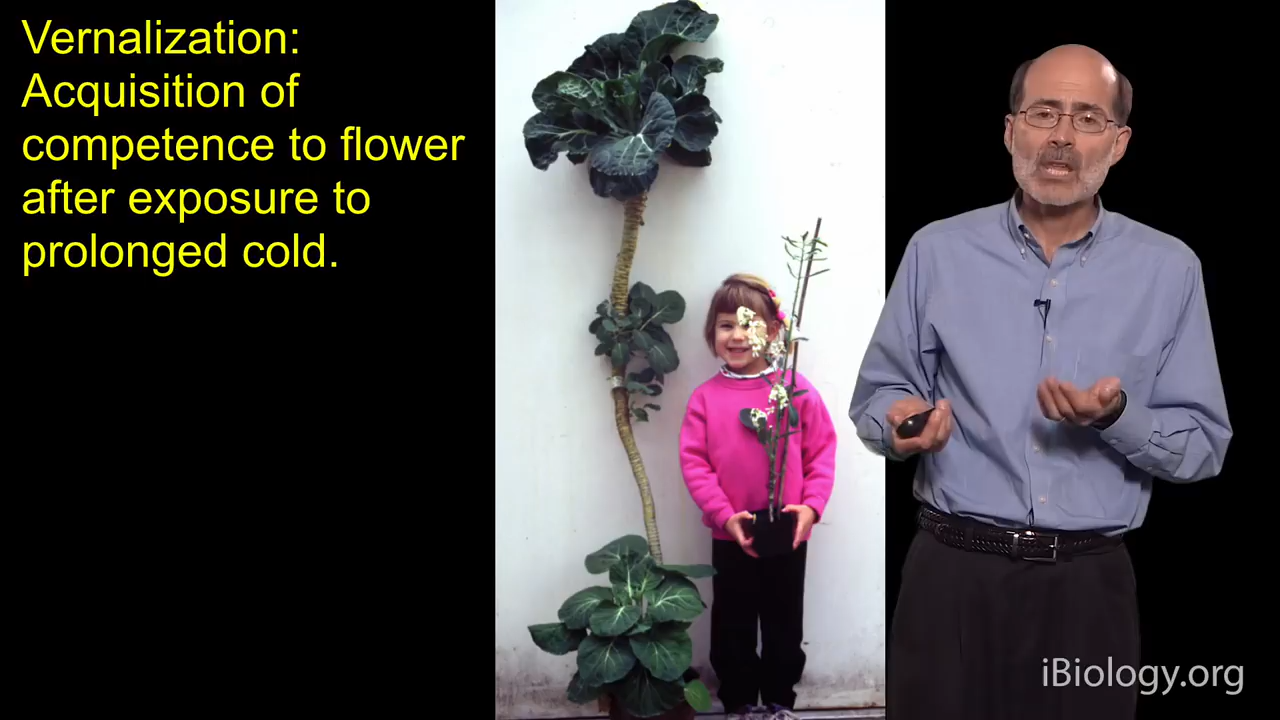 Vernalization:
Acquisition of
competence to flower
after exposure to
prolonged cold.
iBiology.org